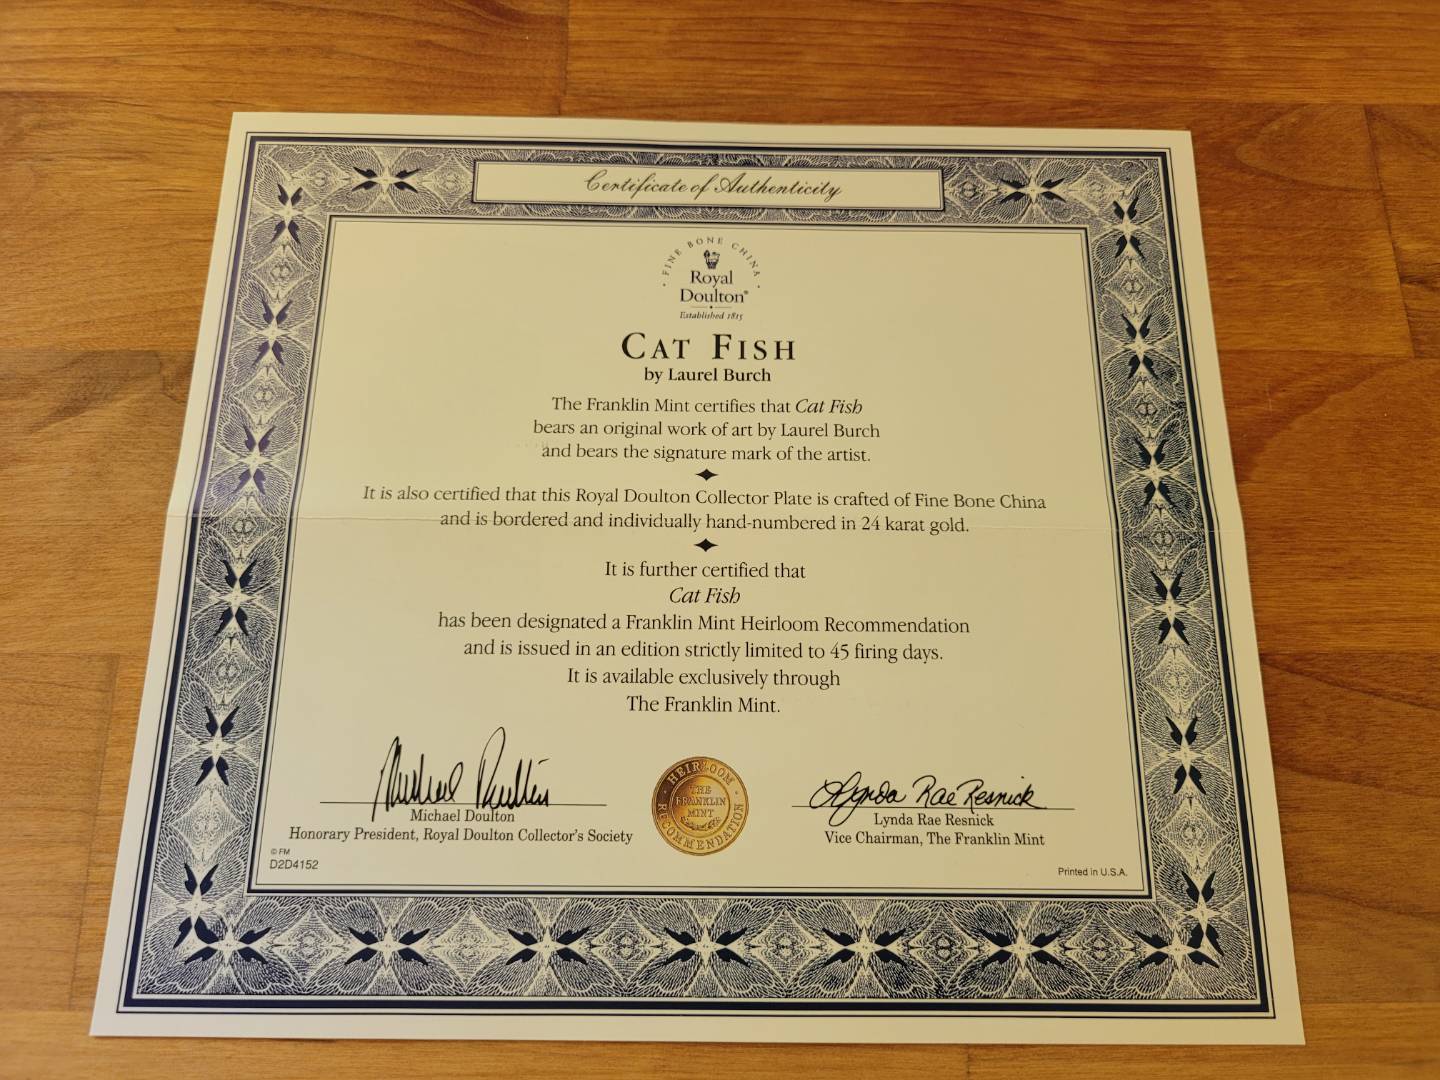 Certificate of Authenticity
FINE BONE CHINA
Royal
Doulton®
Established 1815
CAT FISH
by Laurel Burch
The Franklin Mint certifies that Cat Fish
bears an original work of art by Laurel Burch
and bears the signature mark of the artist.
It is also certified that this Royal Doulton Collector Plate is crafted of Fine Bone China
and is bordered and individually hand-numbered in 24 karat gold.
It is further certified that
Cat Fish
has been designated a Franklin Mint Heirloom Recommendation
and is issued in an edition strictly limited to 45 firing days.
It is available exclusively through
The Franklin Mint.
Michael Doulton
Michael Doulton
Honorary President, Royal Doulton Collector's Society
© FM
D2D4152
HEIRLOOM
THE
FRANKLIN
MINT
RECOMMENDATION
Lynda Rae Resnick
Lynda Rae Resnick
Vice Chairman, The Franklin Mint
Printed in U.S.A.